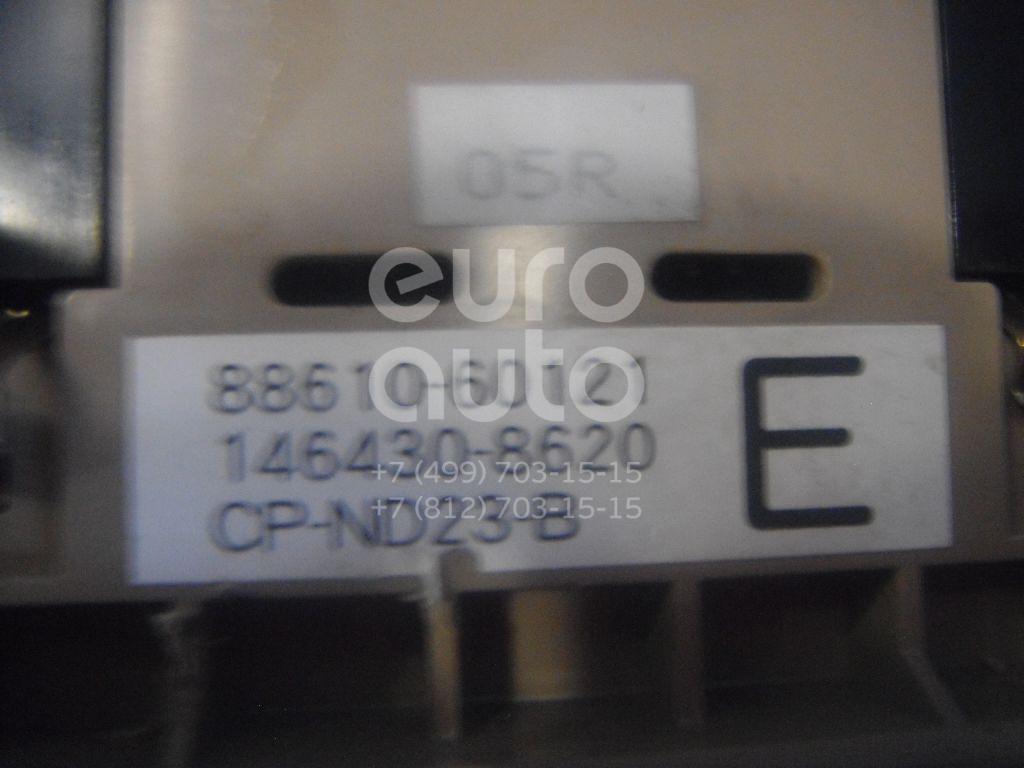 05R
euro
auto
88610-60121
146430-8620
+7 (499) 703-15-15
+7 (812) 703-15-15
CP-ND23-B
E